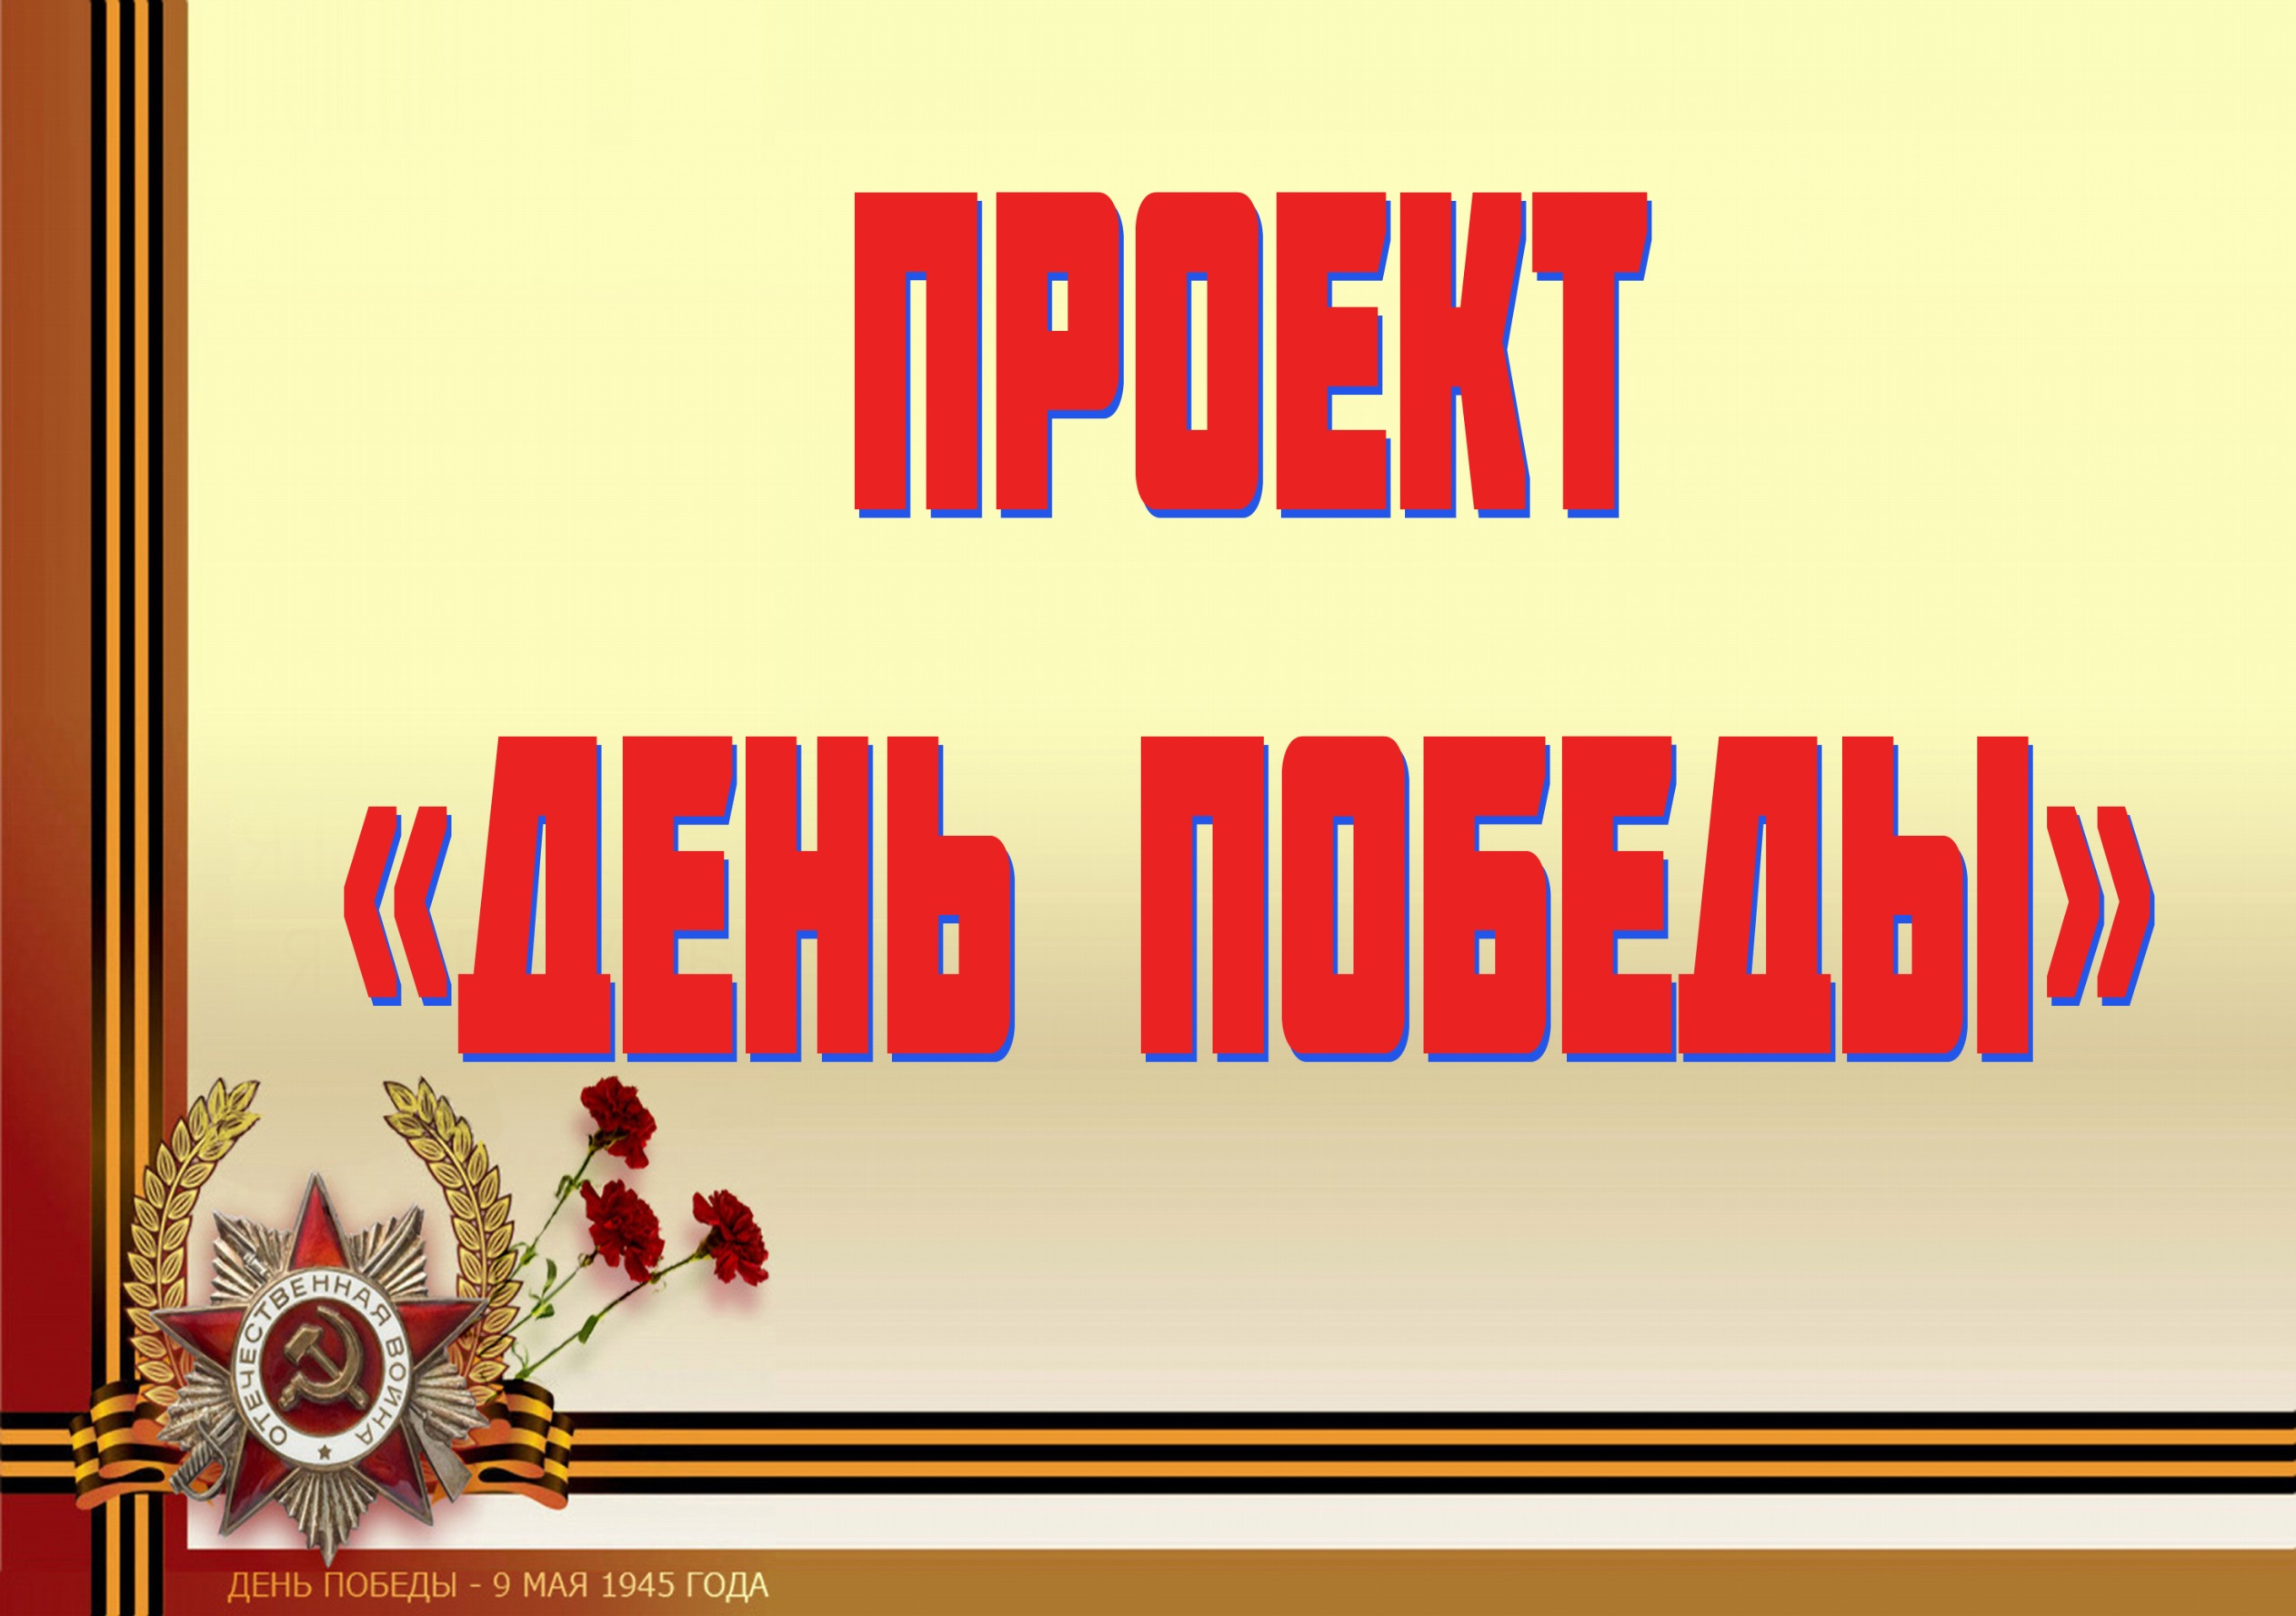 ПРОЕКТ
«ДЕНЬ ПОБЕДЫ»
ОТЕЧЕСТВЕННАЯ ВОЙНА
ДЕНЬ ПОБЕДЫ - 9 МАЯ 1945 ГОДА